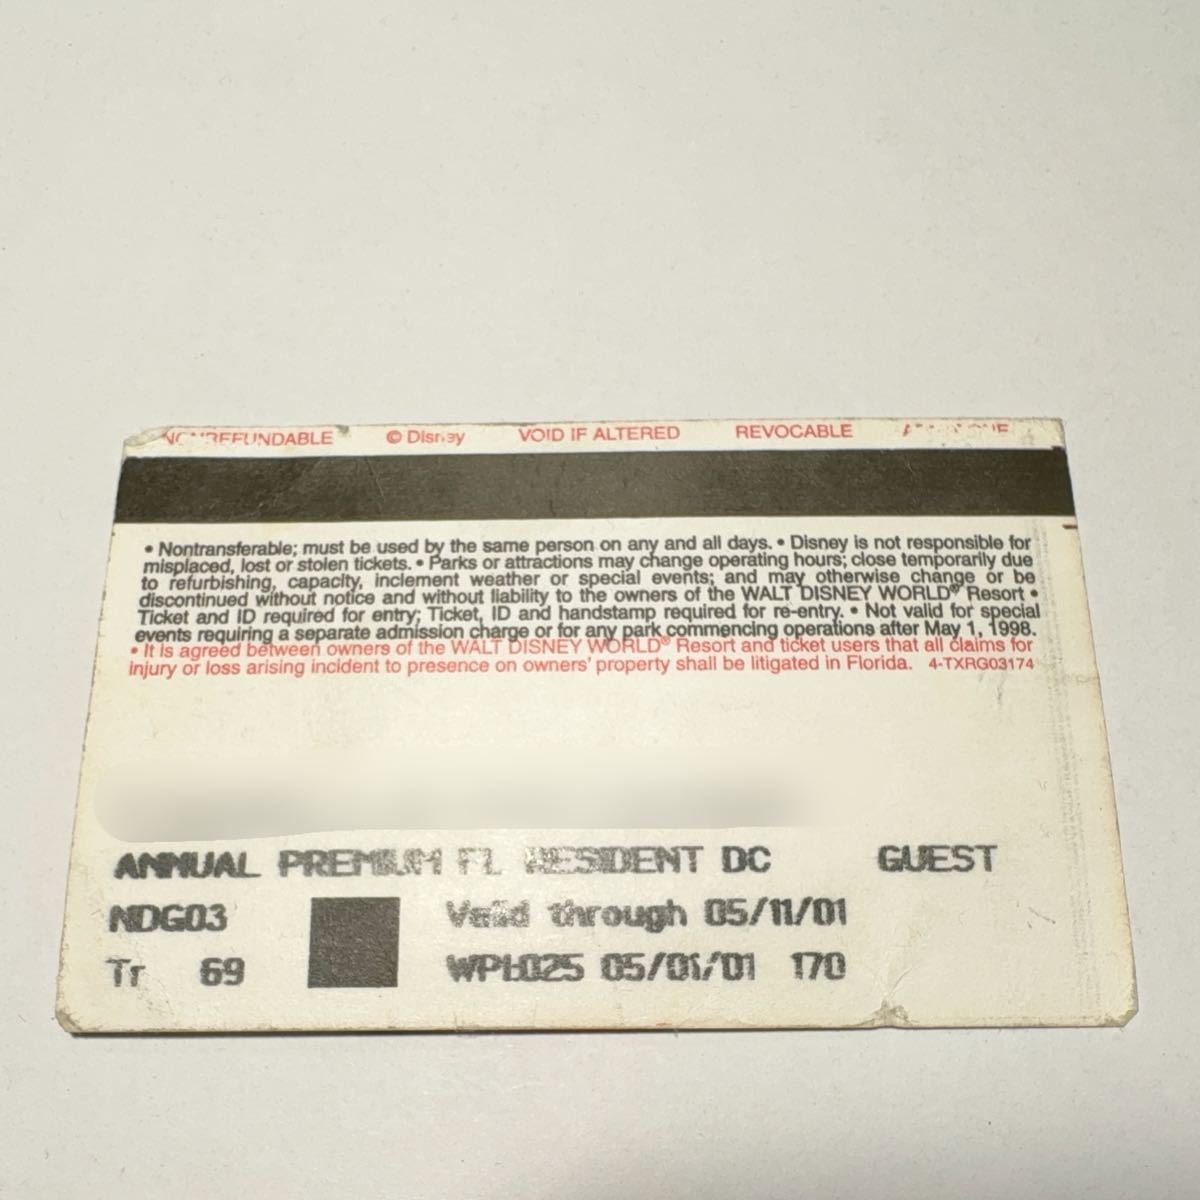 NONREFUNDABLE © Disney VOID IF ALTERED REVOCABLE
• Nontransferable; must be used by the same person on any and all days. • Disney is not responsible for
misplaced, lost or stolen tickets. • Parks or attractions may change operating hours; close temporarily due
to refurbishing, capacity, inclement weather or special events; and may otherwise change or be
discontinued without notice and without liability to the owners of the WALT DISNEY WORLD® Resort •
Ticket and ID required for entry; Ticket, ID and handstamp required for re-entry. • Not valid for special
events requiring a separate admission charge or for any park commencing operations after May 1, 1998.
• It is agreed between owners of the WALT DISNEY WORLD® Resort and ticket users that all claims for
injury or loss arising incident to presence on owners' property shall be litigated in Florida. 4-TXRG03174
ANNUAL PREMIUM FL RESIDENT DC GUEST
NDG03 Valid through 05/11/01
Tr 69 05/01/01 170